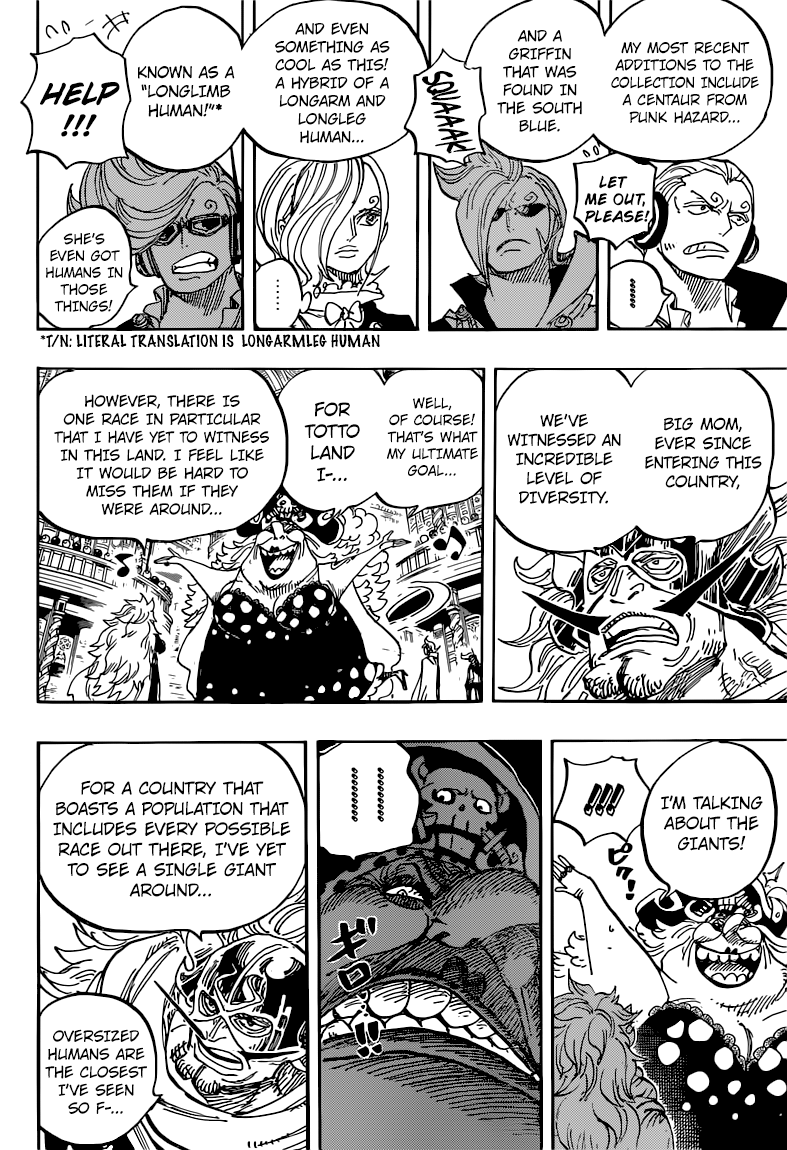 MY MOST RECENT
ADDITIONS TO THE
COLLECTION INCLUDE
A CENTAUR FROM
PUNK HAZARD...
LET
ME OUT,
PLEASE!
AND A
GRIFFIN
THAT WAS
FOUND IN
THE SOUTH
BLUE.
SQUAAAK
AND EVEN
SOMETHING AS
COOL AS THIS!
A HYBRID OF A
LONGARM AND
LONGLEG
HUMAN...
KNOWN AS A
"LONGLIMB
HUMAN!"*
HELP
!!!
SHE'S
EVEN GOT
HUMANS IN
THOSE
THINGS!
*T/N: LITERAL TRANSLATION IS LONGARMLEG HUMAN
BIG MOM,
EVER SINCE
ENTERING THIS
COUNTRY,
WE'VE
WITNESSED AN
INCREDIBLE
LEVEL OF
DIVERSITY.
WELL,
OF COURSE!
THAT'S WHAT
MY ULTIMATE
GOAL...
FOR
TOTTO
LAND
I-...
HOWEVER, THERE IS
ONE RACE IN PARTICULAR
THAT I HAVE YET TO WITNESS
IN THIS LAND. I FEEL LIKE
IT WOULD BE HARD TO
MISS THEM IF THEY
WERE AROUND...
I'M TALKING
ABOUT THE
GIANTS!
!!!
ピク!
ギロッ!!
FOR A COUNTRY THAT
BOASTS A POPULATION THAT
INCLUDES EVERY POSSIBLE
RACE OUT THERE, I'VE YET
TO SEE A SINGLE GIANT
AROUND...
OVERSIZED
HUMANS ARE
THE CLOSEST
I'VE SEEN
SO F-...